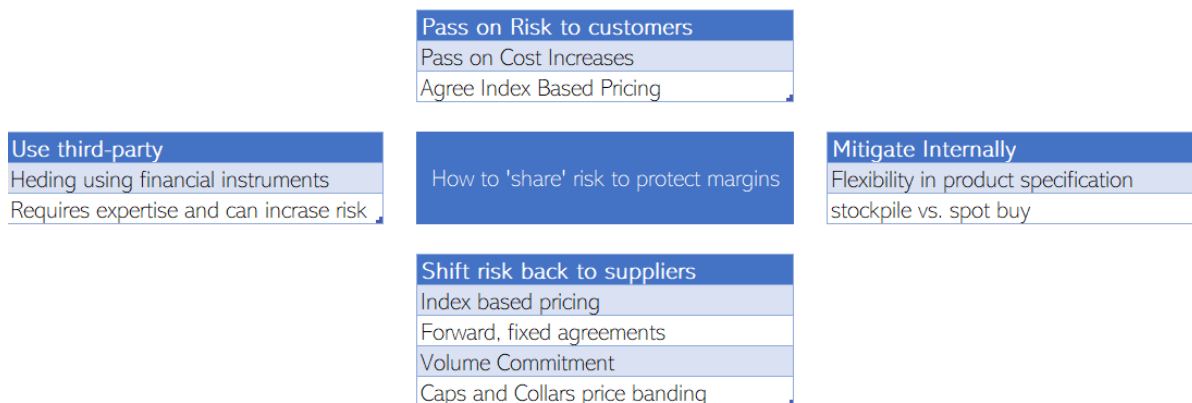 Pass on Risk to customers
Pass on Cost Increases
Agree Index Based Pricing
Use third-party
Heding using financial instruments
Requires expertise and can incrase risk
How to 'share' risk to protect margins
Mitigate Internally
Flexibility in product specification
stockpile vs. spot buy
Shift risk back to suppliers
Index based pricing
Forward, fixed agreements
Volume Commitment
Caps and Collars price banding